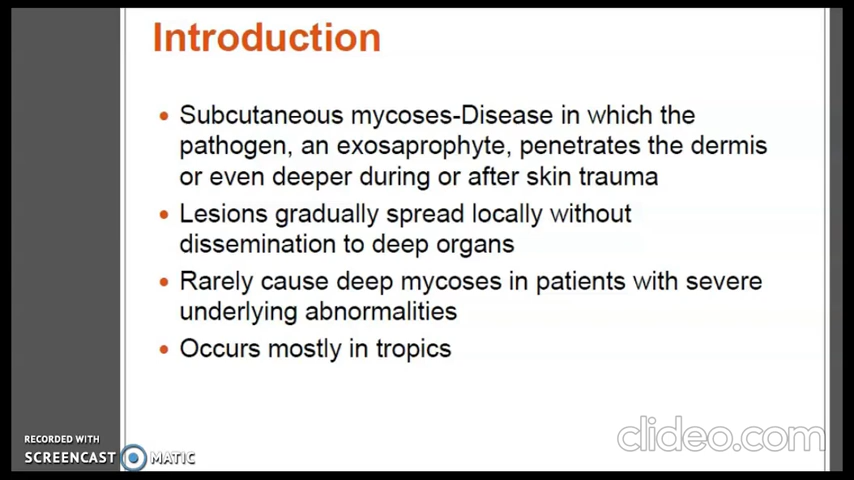 Introduction
• Subcutaneous mycoses-Disease in which the
pathogen, an exosaprophyte, penetrates the dermis
or even deeper during or after skin trauma
• Lesions gradually spread locally without
dissemination to deep organs
• Rarely cause deep mycoses in patients with severe
underlying abnormalities
• Occurs mostly in tropics
clideo.com
RECORDED WITH
SCREENCAST MATIC